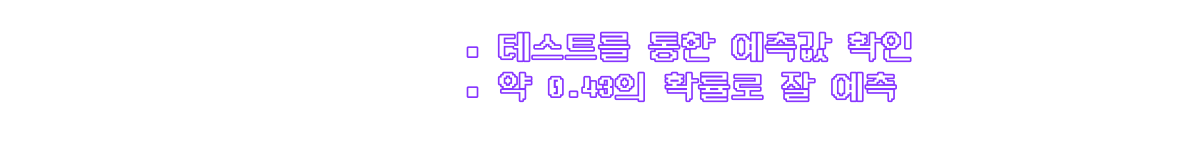 . 테스트를 통한 예측값 확인
. 약 0.43의 확률로 잘 예측